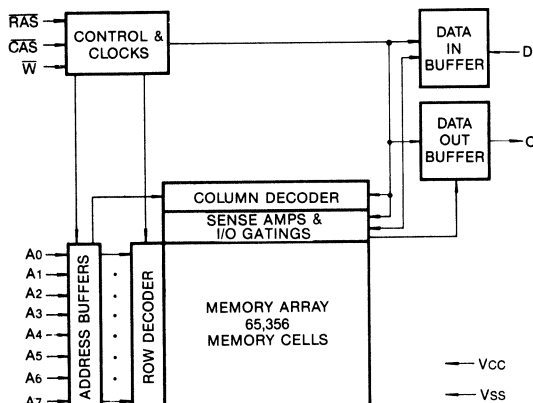 RAS
CAS
W
CONTROL &
CLOCKS
DATA
IN
BUFFER
D
DATA
OUT
BUFFER
COLUMN DECODER
SENSE AMPS &
I/O GATINGS
A0
A1
A2
A3
A4
A5
A6
A7
ADDRESS BUFFERS
ROW DECODER
MEMORY ARRAY
65,356
MEMORY CELLS
VCC
VSS